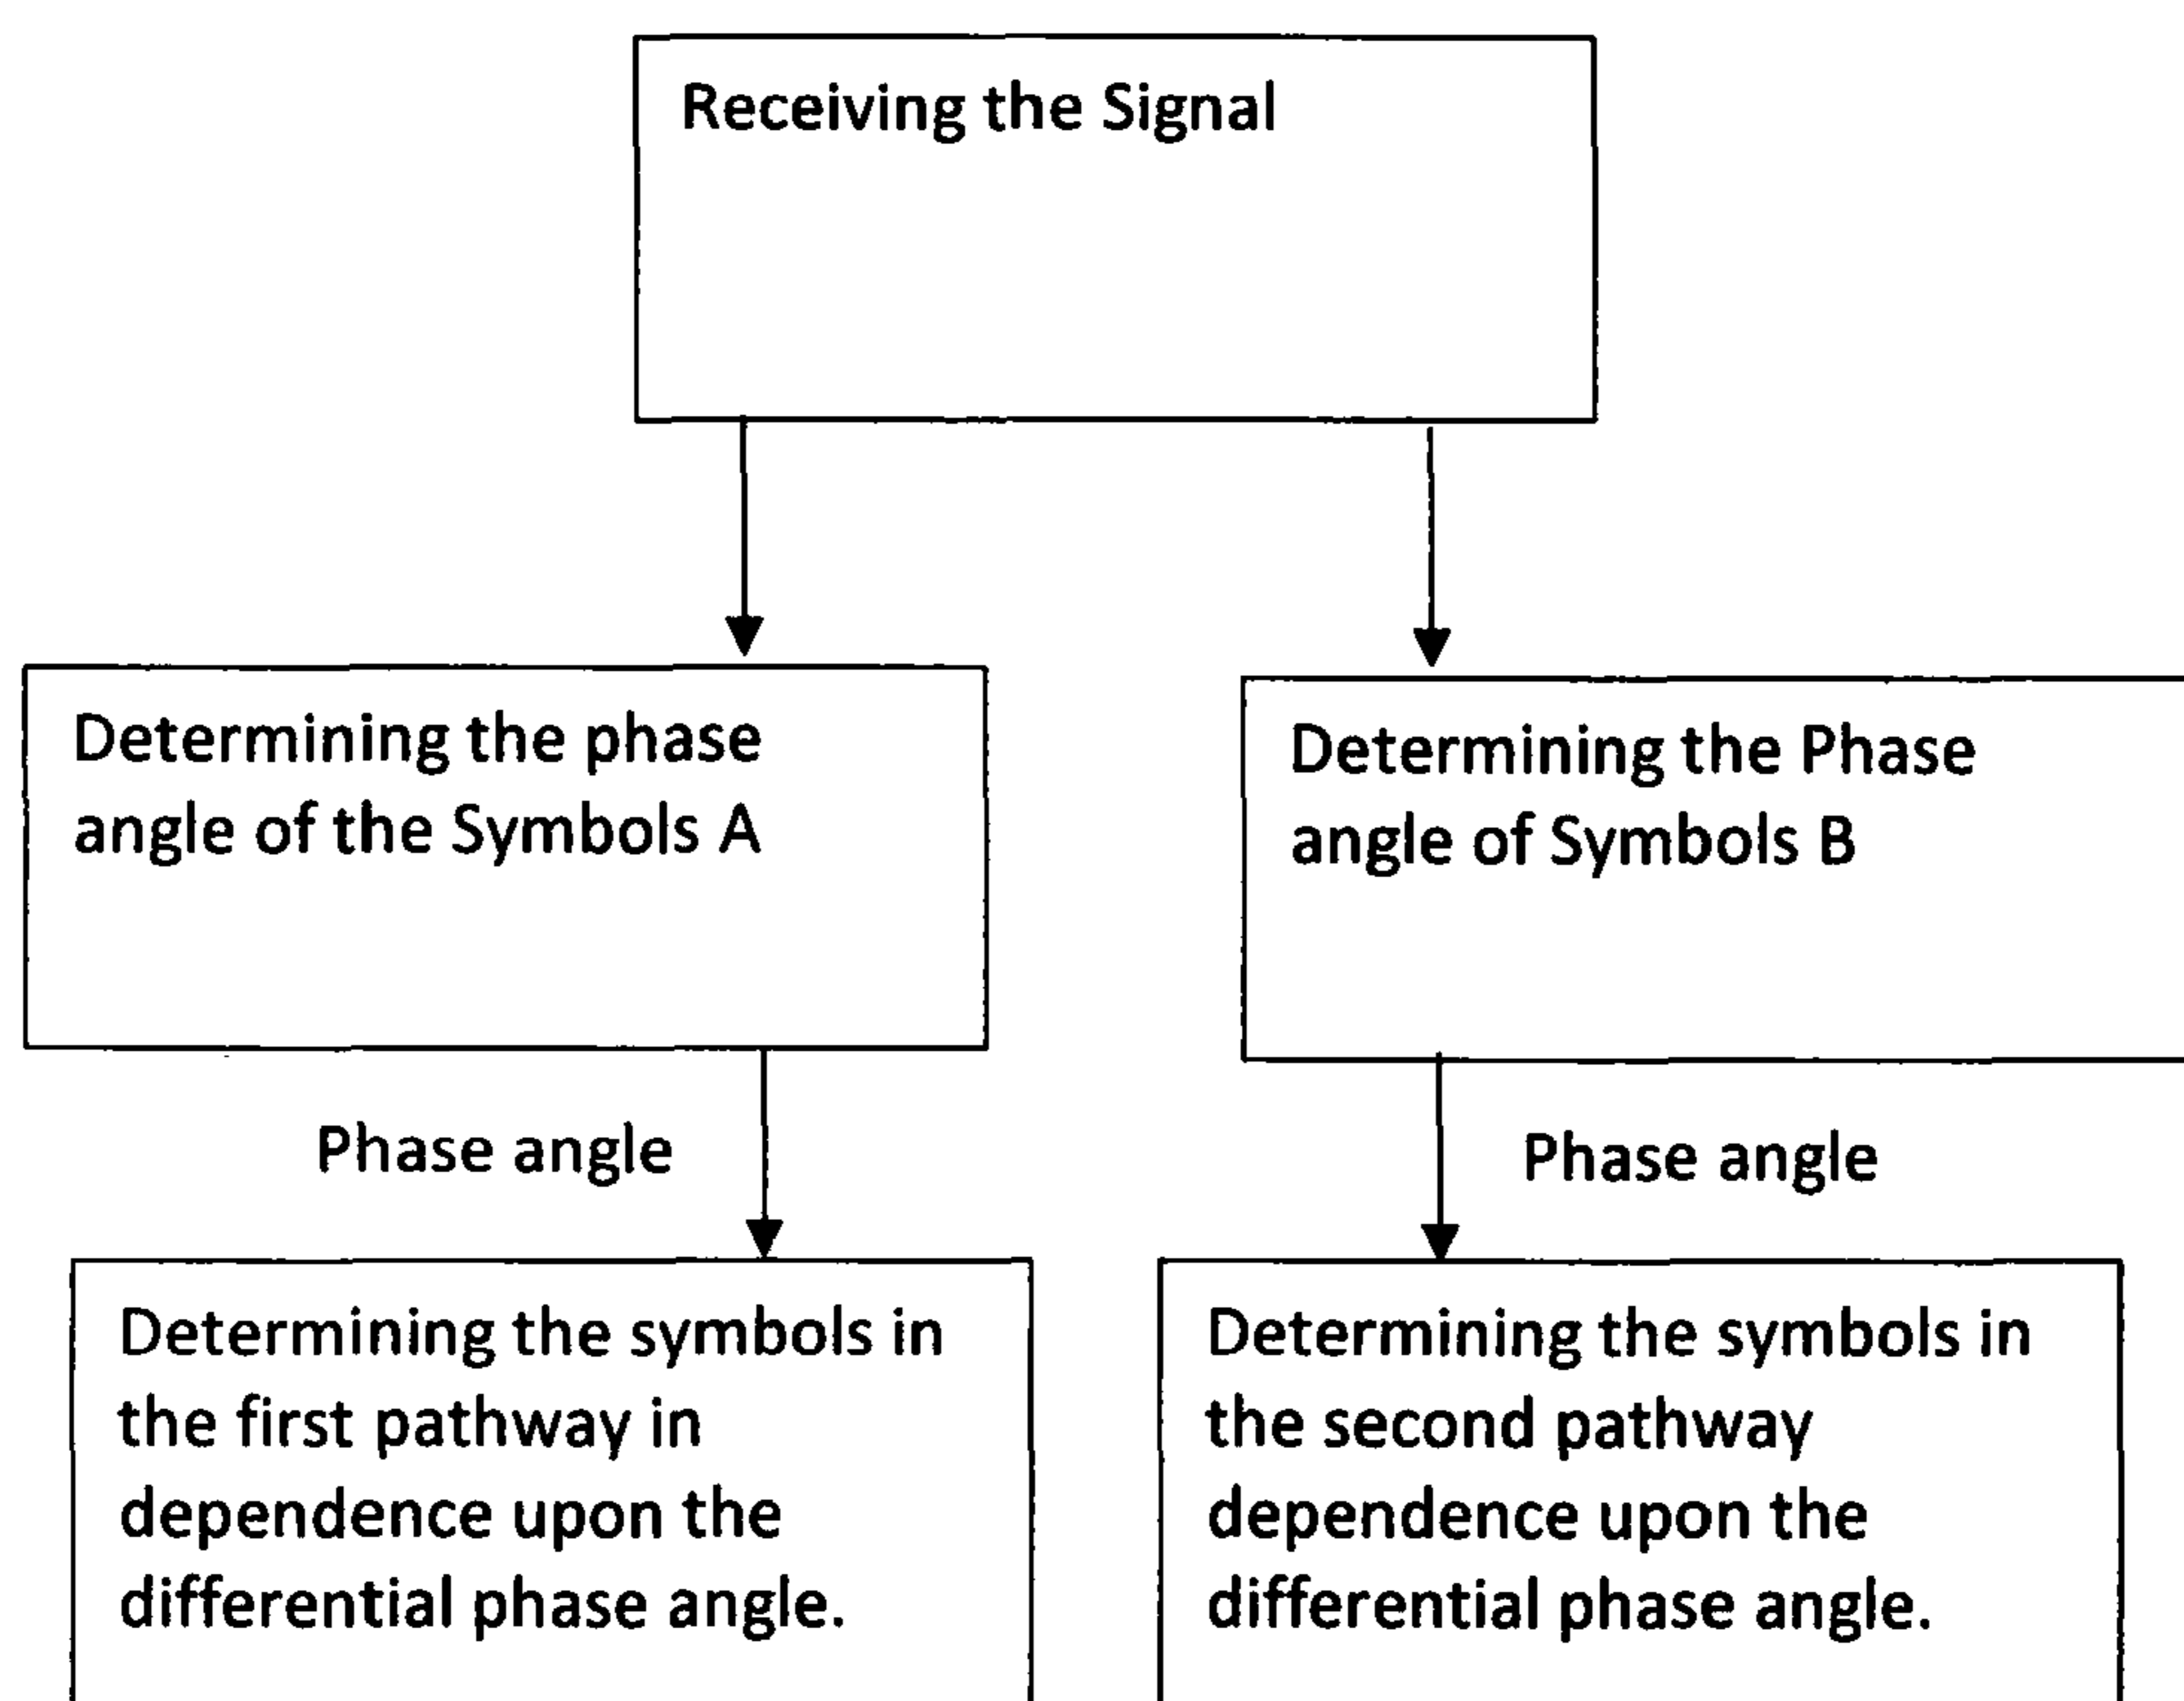 Receiving the Signal
Determining the phase
angle of the Symbols A
Determining the Phase
angle of Symbols B
Phase angle
Phase angle
Determining the symbols in
the first pathway in
dependence upon the
differential phase angle.
Determining the symbols in
the second pathway
dependence upon the
differential phase angle.